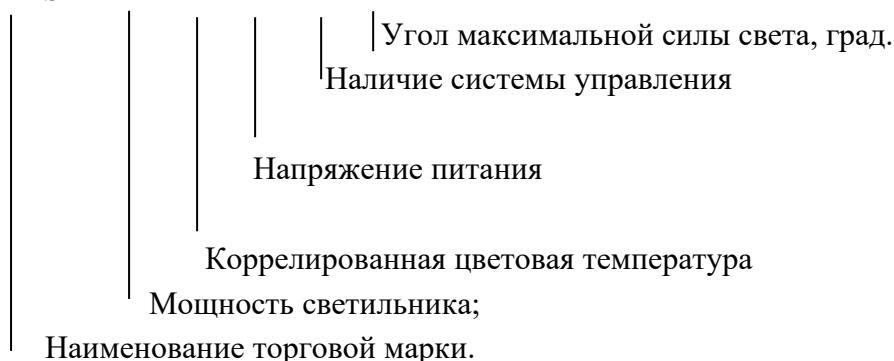 Угол максимальной силы света, град.
Наличие системы управления
Напряжение питания
Коррелированная цветовая температура
Мощность светильника;
Наименование торговой марки.